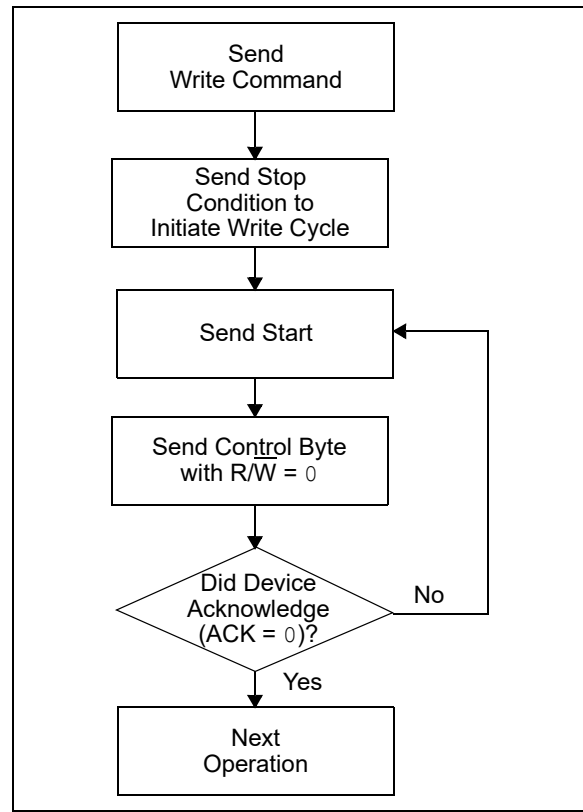 Send
Write Command
Send Stop
Condition to
Initiate Write Cycle
Send Start
Send Control Byte
with R/W̅ = 0
Did Device
Acknowledge
(ACK = 0)?
No
Yes
Next
Operation